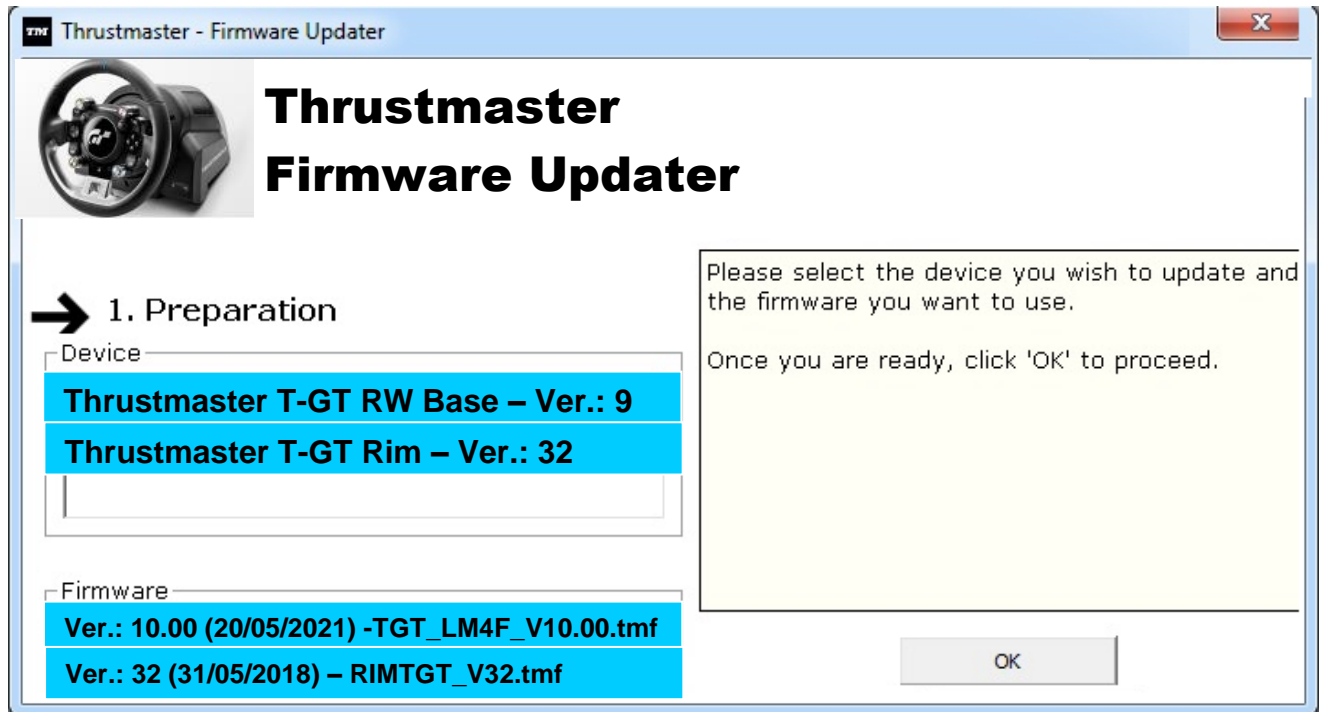 Thrustmaster - Firmware Updater
Thrustmaster
Firmware Updater
1. Preparation
Device
Thrustmaster T-GT RW Base – Ver.: 9
Thrustmaster T-GT Rim – Ver.: 32
Firmware
Ver.: 10.00 (20/05/2021) -TGT_LM4F_V10.00.tmf
Ver.: 32 (31/05/2018) – RIMTGT_V32.tmf
Please select the device you wish to update and
the firmware you want to use.
Once you are ready, click 'OK' to proceed.
OK